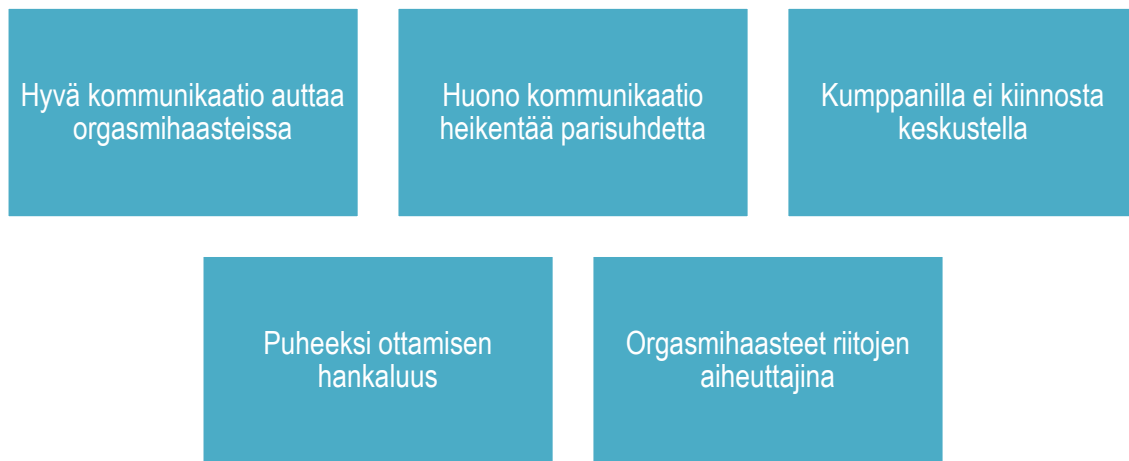 Hyvä kommunikaatio auttaa
orgasmihaasteissa
Huono kommunikaatio
heikentää parisuhdetta
Kumppanilla ei kiinnosta
keskustella
Puheeksi ottamisen
hankaluus
Orgasmihaasteet riitojen
aiheuttajina